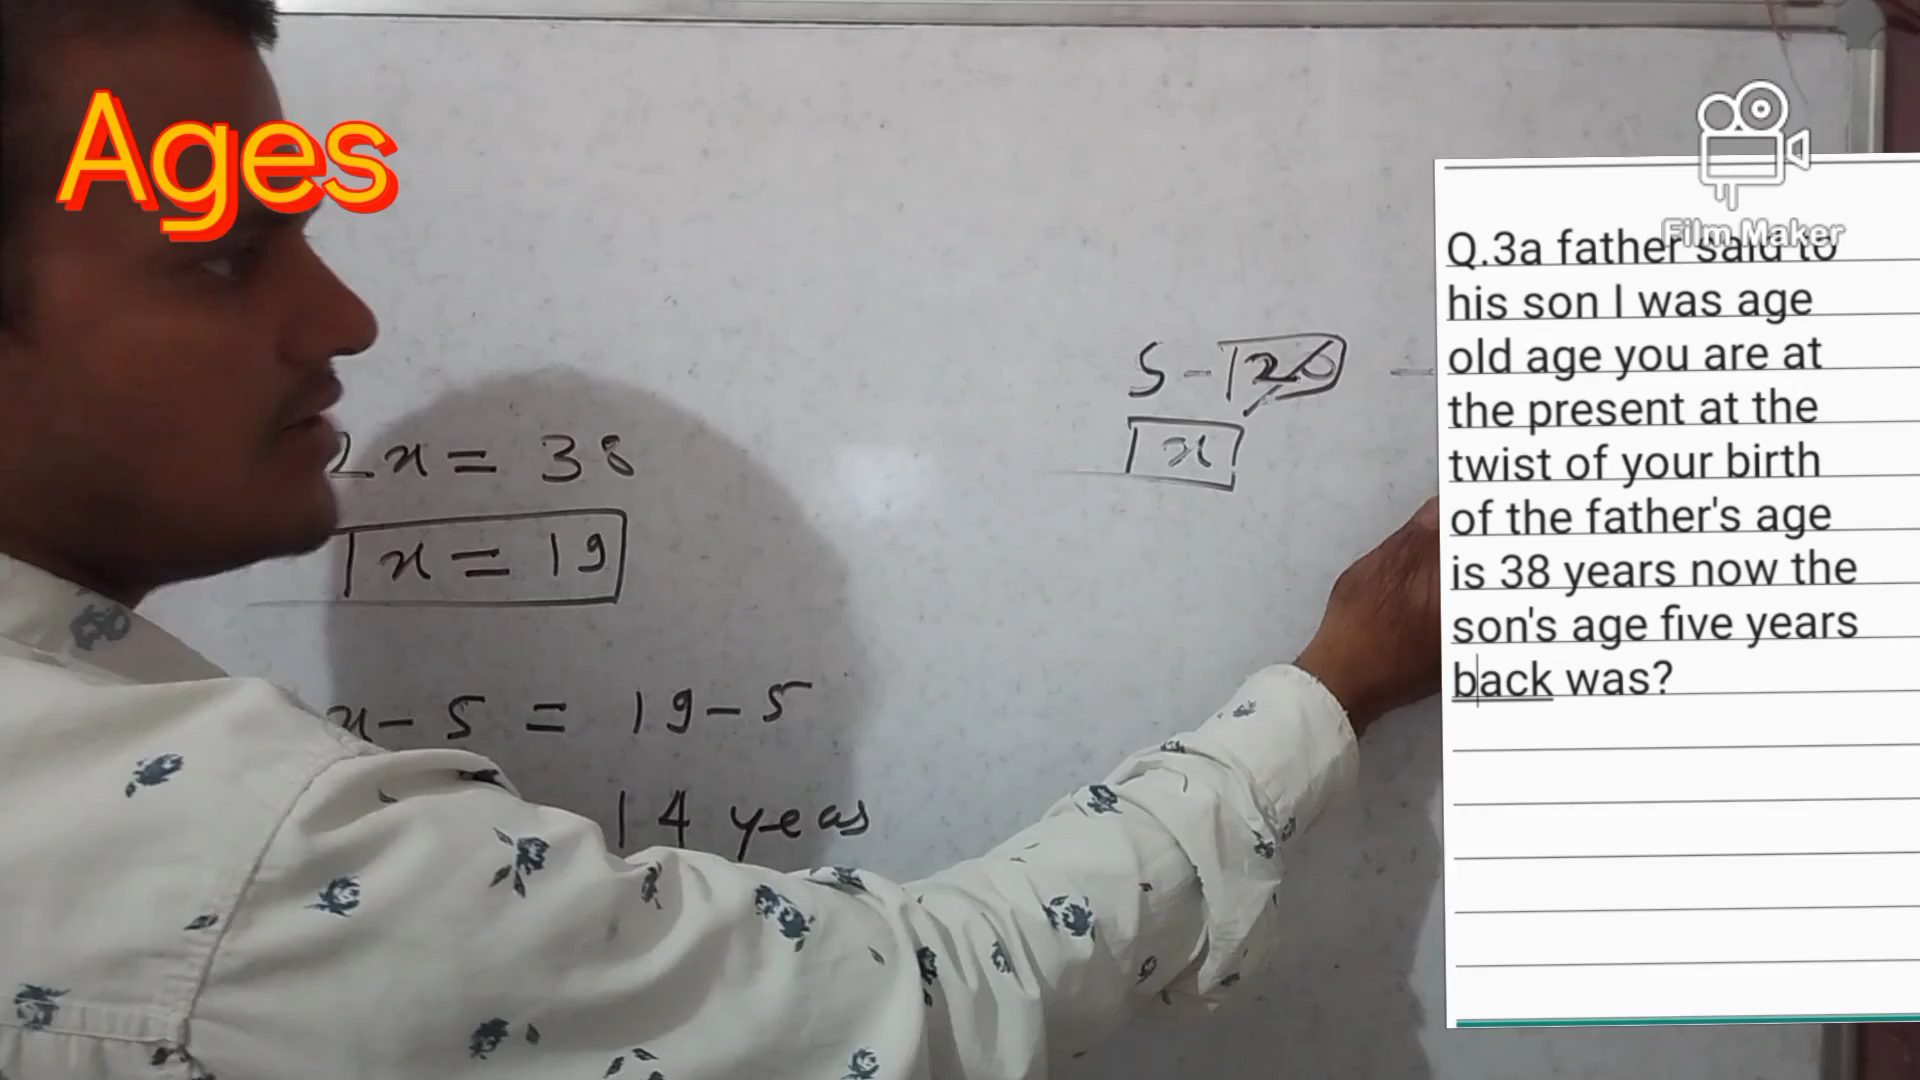 Ages
Film Maker
Q.3a father said to
his son I was age
old age you are at
the present at the
twist of your birth
of the father's age
is 38 years now the
son's age five years
back was?
2x = 38
x = 19
x - 5 = 19 - 5
14 yeas
S -
x